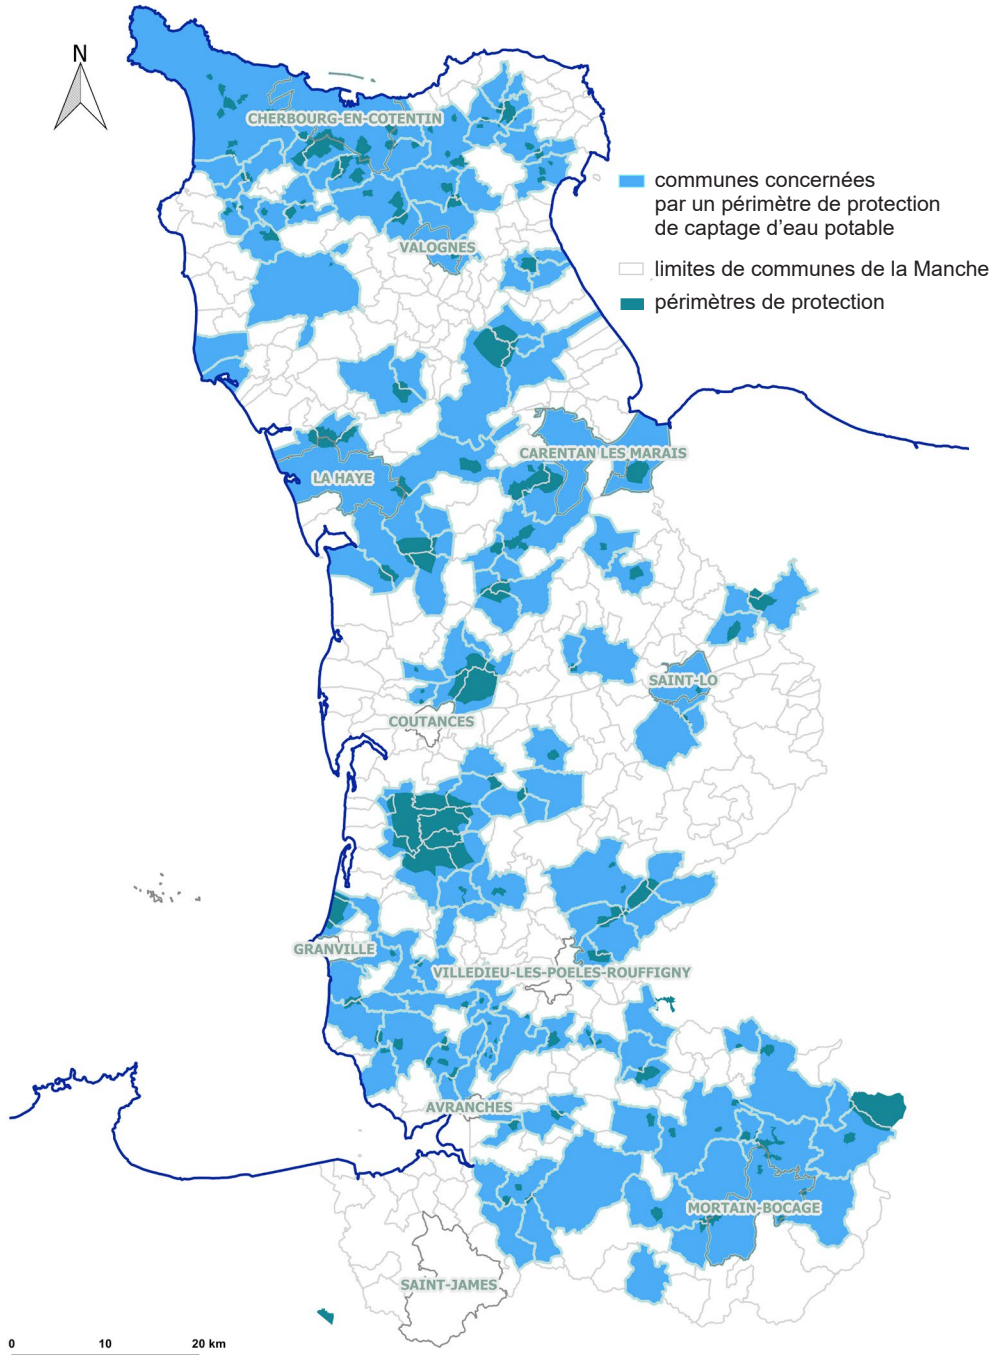 N
CHERBOURG-EN-COTENTIN
communes concernées
par un périmètre de protection
de captage d'eau potable
VALOGNES
limites de communes de la Manche
périmètres de protection
CARENTAN LES MARAIS
LA HAYE
SAINT-LO
COUTANCES
GRANVILLE
VILLEDIEU-LES-POELES-ROUFFIGNY
AVRANCHES
MORTAIN-BOCAGE
SAINT-JAMES
0 10 20 km